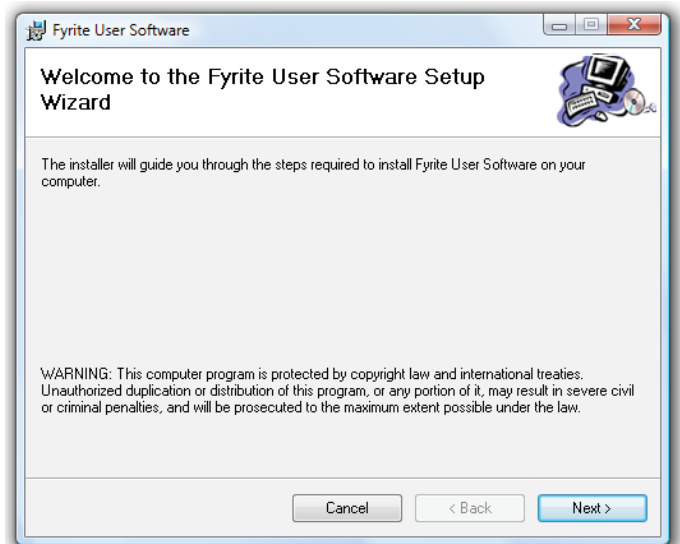 Fyrite User Software
Welcome to the Fyrite User Software Setup
Wizard
The installer will guide you through the steps required to install Fyrite User Software on your
computer.
WARNING: This computer program is protected by copyright law and international treaties.
Unauthorized duplication or distribution of this program, or any portion of it, may result in severe civil
or criminal penalties, and will be prosecuted to the maximum extent possible under the law.
Cancel
< Back
Next >